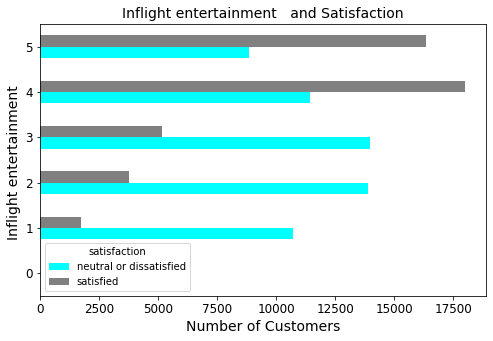 Inflight entertainment   and Satisfaction
Inflight entertainment
5
4
3
2
1
0
satisfaction
neutral or dissatisfied
satisfied
0 2500 5000 7500 10000 12500 15000 17500
Number of Customers